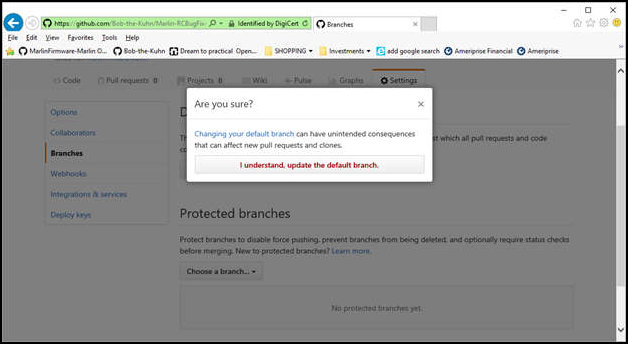 https://github.com/Bob-the-Kuhn/Marlin-RCBugFix
Identified by DigiCert
Branches
File Edit View Favorites Tools Help
MarlinFirmware-Marlin O... Bob-the-Kuhn Dream to practical Open... SHOPPING Investments add google search Ameriprise Financial Ameriprise
Code Pull requests 0 Projects 0 Wiki Pulse Graphs Settings
Options
Collaborators
Branches
Webhooks
Integrations & services
Deploy keys
Are you sure?
Changing your default branch can have unintended consequences
that can affect new pull requests and clones.
I understand, update the default branch.
st which all pull requests and code
Protected branches
Protect branches to disable force pushing, prevent branches from being deleted, and optionally require status checks
before merging. New to protected branches? Learn more.
Choose a branch...
No protected branches yet.